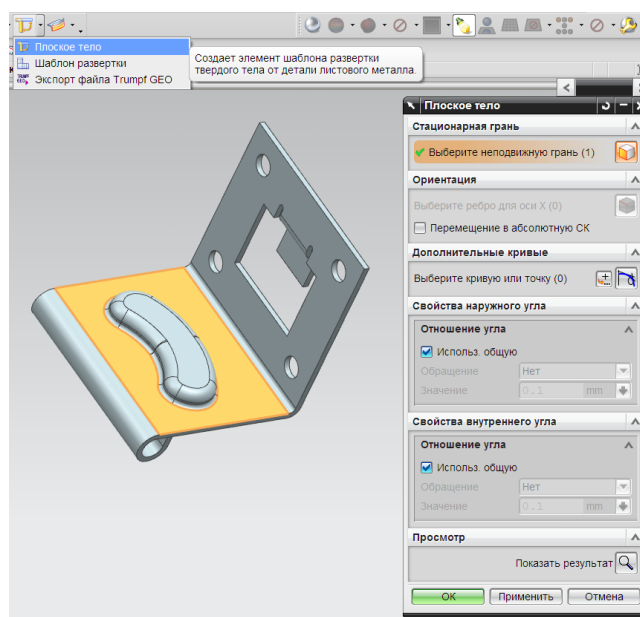 Плоское тело
Шаблон развертки
Экспорт файла Trumpf GEO
Создает элемент шаблона развертки
твердого тела от детали листового металла.
Плоское тело
Стационарная грань
Выберите неподвижную грань (1)
Ориентация
Выберите ребро для оси X (0)
Перемещение в абсолютную СК
Дополнительные кривые
Выберите кривую или точку (0)
Свойства наружного угла
Отношение угла
Использ. общую
Обращение Нет
Значение 0.1 mm
Свойства внутреннего угла
Отношение угла
Использ. общую
Обращение Нет
Значение 0.1 mm
Просмотр
Показать результат
ОК Применить Отмена